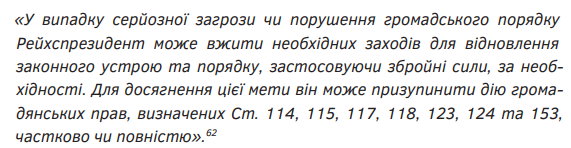 «У випадку серйозної загрози чи порушення громадського порядку
Рейхспрезидент може вжити необхідних заходів для відновлення
законного устрою та порядку, застосовуючи збройні сили, за необ-
хідності. Для досягнення цієї мети він може призупинити дію грома-
дянських прав, визначених Ст. 114, 115, 117, 118, 123, 124 та 153,
частково чи повністю».⁶²